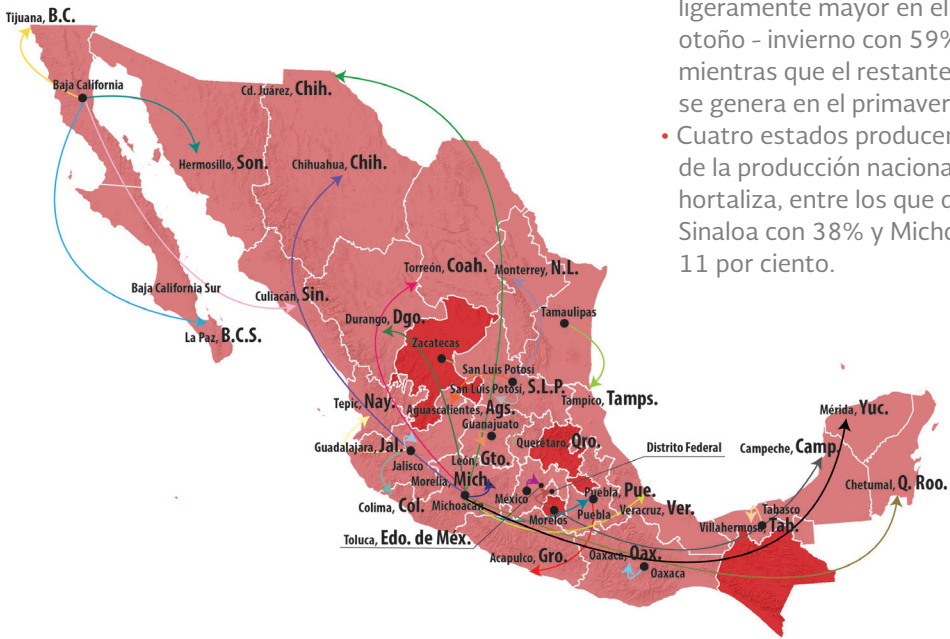 ligeramente mayor en el
otoño - invierno con 59%
mientras que el restante
se genera en el primaver
• Cuatro estados producen
de la producción nacional
hortaliza, entre los que
Sinaloa con 38% y Micho
11 por ciento.
Tijuana, B.C.
Baja California
Cd. Juárez, Chih.
Hermosillo, Son.
Chihuahua, Chih.
Torreón, Coah.
Monterrey, N.L.
Baja California Sur
Culiacán, Sin.
La Paz, B.C.S.
Durango, Dgo.
Tamaulipas
Zacatecas
San Luis Potosí
San Luis Potosí, S.L.P.
Tampico, Tamps.
Tepic, Nay.
Aguascalientes, Ags.
Guanajuato
Mérida, Yuc.
Guadalajara, Jal.
Querétaro, Qro.
Distrito Federal
Campeche, Camp.
Jalisco
León, Gto.
Morelia, Mich.
Chetumal, Q. Roo.
Colima, Col.
Michoacán
México
Puebla, Pue.
Puebla
Veracruz, Ver.
Tabasco
Morelos
Villahermosa, Tab.
Toluca, Edo. de Méx.
Acapulco, Gro.
Oaxaca, Oax.
Oaxaca